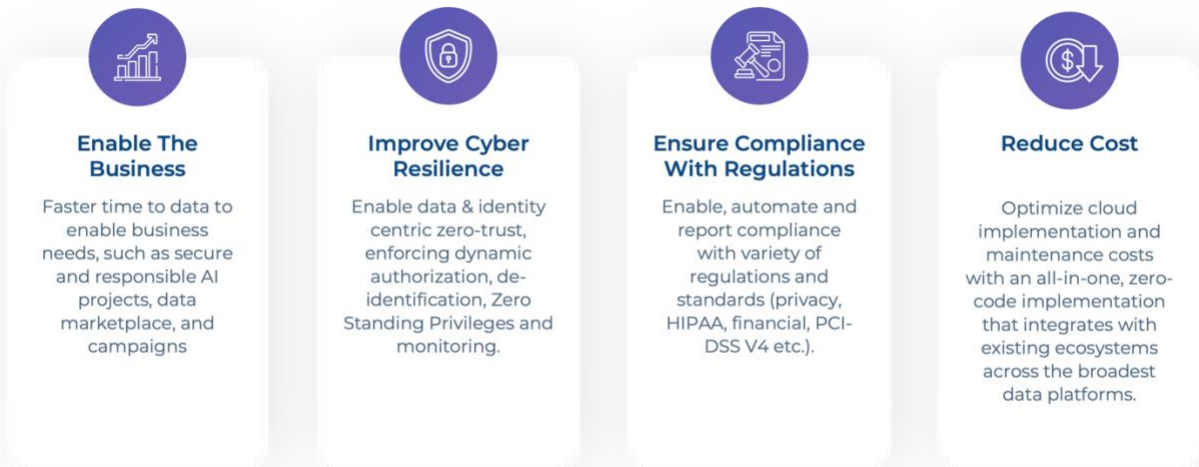 Enable The
Business
Faster time to data to
enable business
needs, such as secure
and responsible AI
projects, data
marketplace, and
campaigns
Improve Cyber
Resilience
Enable data & identity
centric zero-trust,
enforcing dynamic
authorization, de-
identification, Zero
Standing Privileges and
monitoring.
Ensure Compliance
With Regulations
Enable, automate and
report compliance
with variety of
regulations and
standards (privacy,
HIPAA, financial, PCI-
DSS V4 etc.).
Reduce Cost
Optimize cloud
implementation and
maintenance costs
with an all-in-one, zero-
code implementation
that integrates with
existing ecosystems
across the broadest
data platforms.